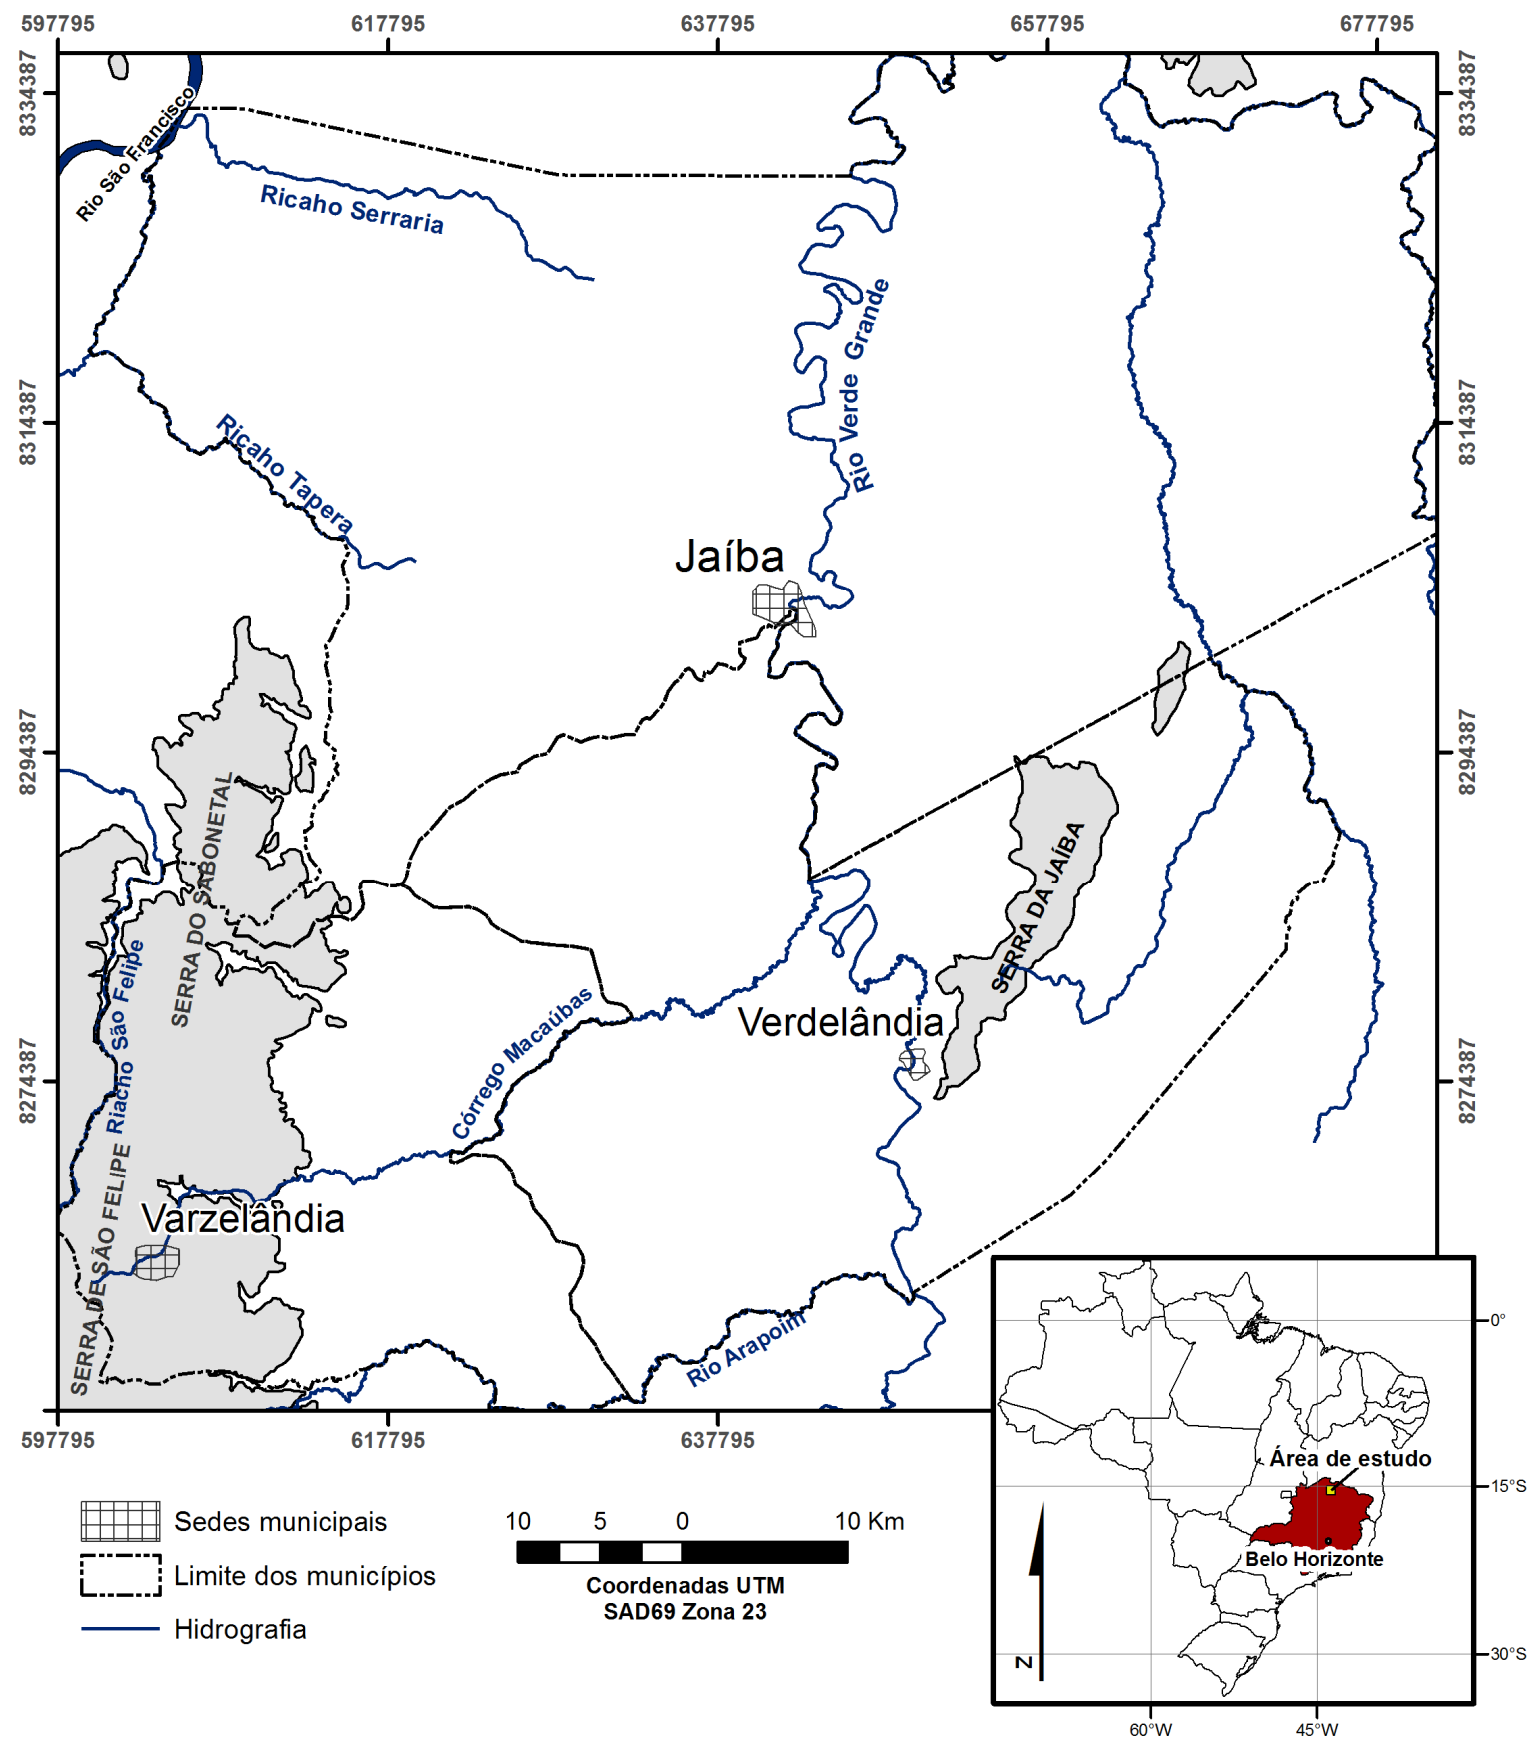 597795 617795 637795 657795 677795
8334387
8334387
Rio São Francisco
Ricaho Serraria
Rio Verde Grande
8314387
8314387
Ricaho Tapera
Jaíba
8294387
8294387
SERRA DO SABONETAL
SERRA DA JAÍBA
Riacho São Felipe
Córrego Macaúbas
Verdelândia
8274387
8274387
SERRA DE SÃO FELIPE
Varzelândia
Rio Arapoim
597795 617795 637795
0°
15°S
30°S
60°W 45°W
Área de estudo
Belo Horizonte
Sedes municipais
Limite dos municípios
Hidrografia
10 5 0 10 Km
Coordenadas UTM
SAD69 Zona 23
N